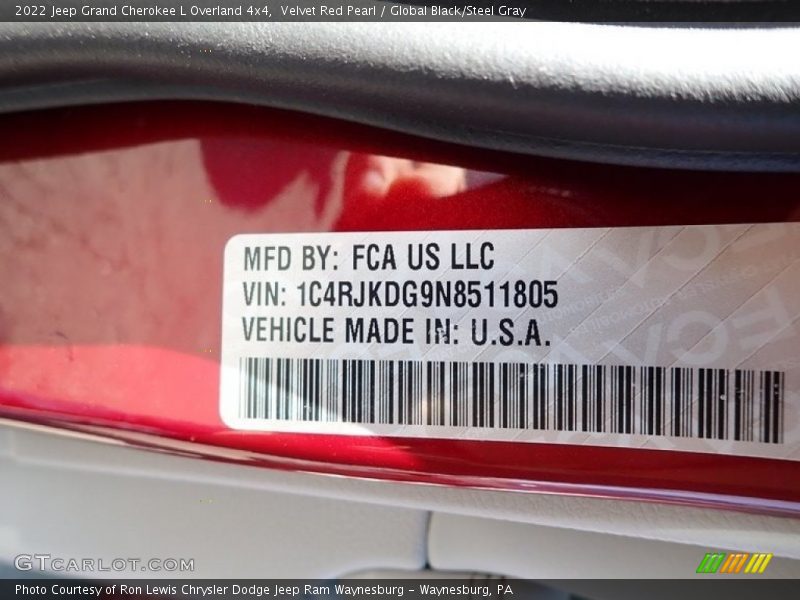 2022 Jeep Grand Cherokee L Overland 4x4, Velvet Red Pearl / Global Black/Steel Gray
MFD BY: FCA US LLC
VIN: 1C4RJKDG9N8511805
VEHICLE MADE IN: U.S.A.
GTCARLOT.COM
Photo Courtesy of Ron Lewis Chrysler Dodge Jeep Ram Waynesburg – Waynesburg, PA